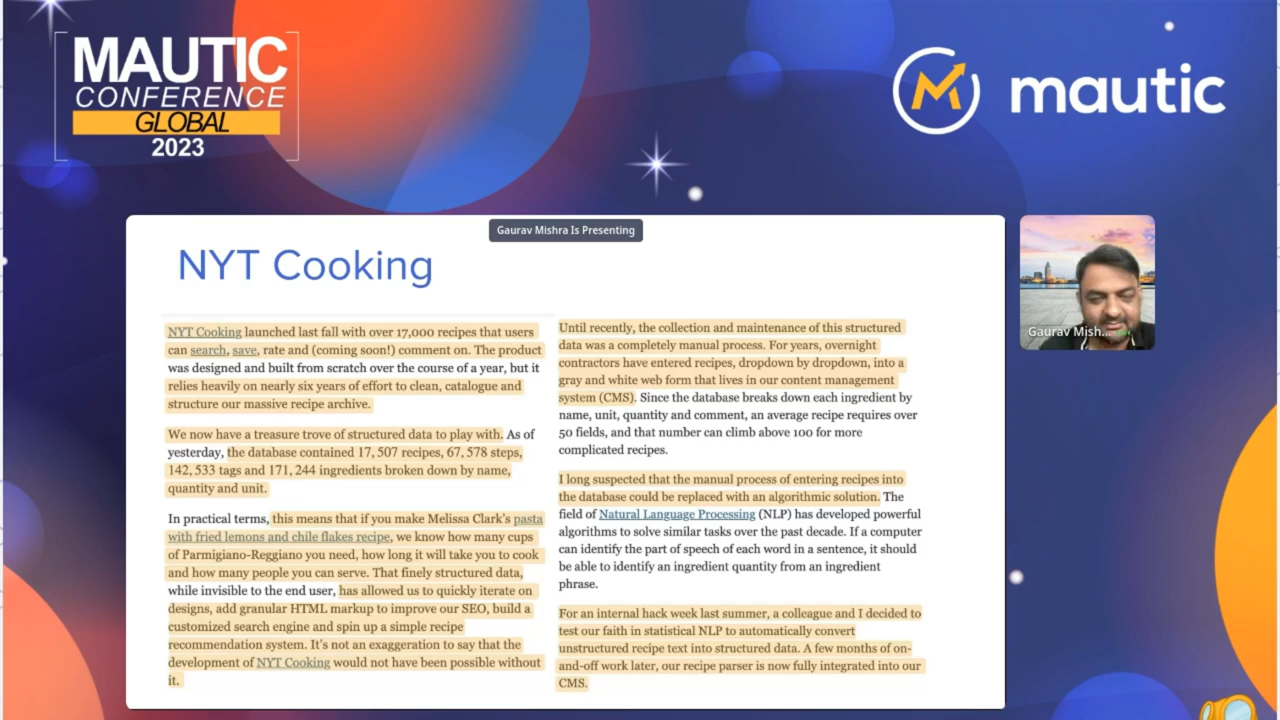 MAUTIC
CONFERENCE
GLOBAL
2023
mautic
Gaurav Mishra Is Presenting
NYT Cooking
NYT Cooking launched last fall with over 17,000 recipes that users
can search, save, rate and (coming soon!) comment on. The product
was designed and built from scratch over the course of a year, but it
relies heavily on nearly six years of effort to clean, catalogue and
structure our massive recipe archive.
We now have a treasure trove of structured data to play with. As of
yesterday, the database contained 17,507 recipes, 67,578 steps,
142,533 tags and 171,244 ingredients broken down by name,
quantity and unit.
In practical terms, this means that if you make Melissa Clark's pasta
with fried lemons and chile flakes recipe, we know how many cups
of Parmigiano-Reggiano you need, how long it will take you to cook
and how many people you can serve. That finely structured data,
while invisible to the end user, has allowed us to quickly iterate on
designs, add granular HTML markup to improve our SEO, build a
customized search engine and spin up a simple recipe
recommendation system. It's not an exaggeration to say that the
development of NYT Cooking would not have been possible without
it.
Until recently, the collection and maintenance of this structured
data was a completely manual process. For years, overnight
contractors have entered recipes, dropdown by dropdown, into a
gray and white web form that lives in our content management
system (CMS). Since the database breaks down each ingredient by
name, unit, quantity and comment, an average recipe requires over
50 fields, and that number can climb above 100 for more
complicated recipes.
I long suspected that the manual process of entering recipes into
the database could be replaced with an algorithmic solution. The
field of Natural Language Processing (NLP) has developed powerful
algorithms to solve similar tasks over the past decade. If a computer
can identify the part of speech of each word in a sentence, it should
be able to identify an ingredient quantity from an ingredient
phrase.
For an internal hack week last summer, a colleague and I decided to
test our faith in statistical NLP to automatically convert
unstructured recipe text into structured data. A few months of on-
and-off work later, our recipe parser is now fully integrated into our
CMS.
Gaurav Mish...